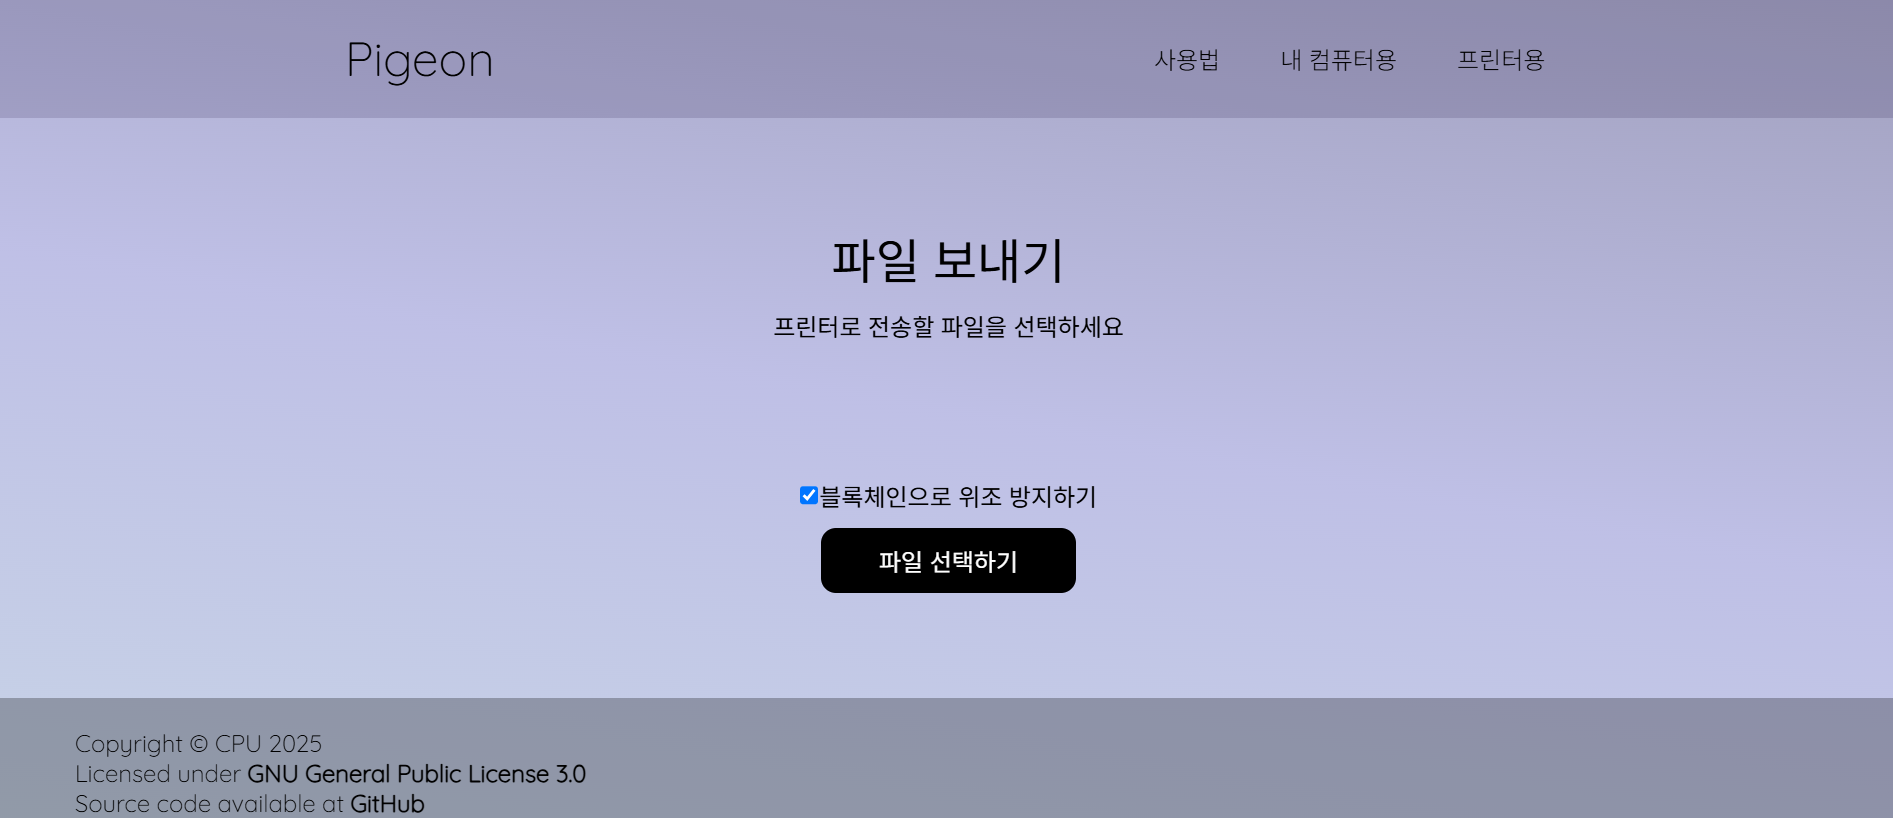 Pigeon
사용법 내 컴퓨터용 프린터용
파일 보내기
프린터로 전송할 파일을 선택하세요
블록체인으로 위조 방지하기
파일 선택하기
Copyright © CPU 2025
Licensed under GNU General Public License 3.0
Source code available at GitHub